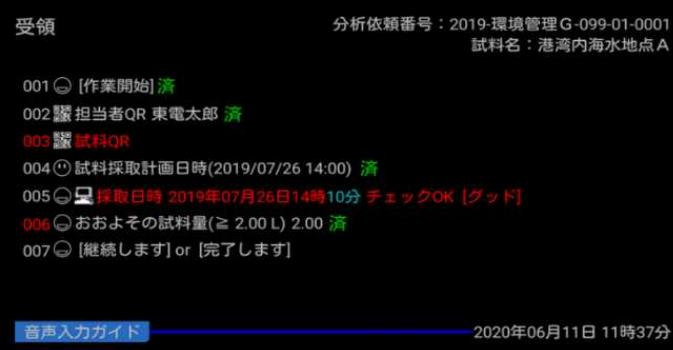 受領
分析依頼番号：2019-環境管理G-099-01-0001
試料名：港湾内海水地点A
001 [作業開始] 済
002 担当者QR 東電太郎 済
003 試料QR
004 試料採取計画日時(2019/07/26 14:00) 済
005 採取日時 2019年07月26日14時10分 チェックOK [グッド]
006 おおよその試料量(≧ 2.00 L) 2.00 済
007 [継続します] or [完了します]
音声入力ガイド
2020年06月11日 11時37分